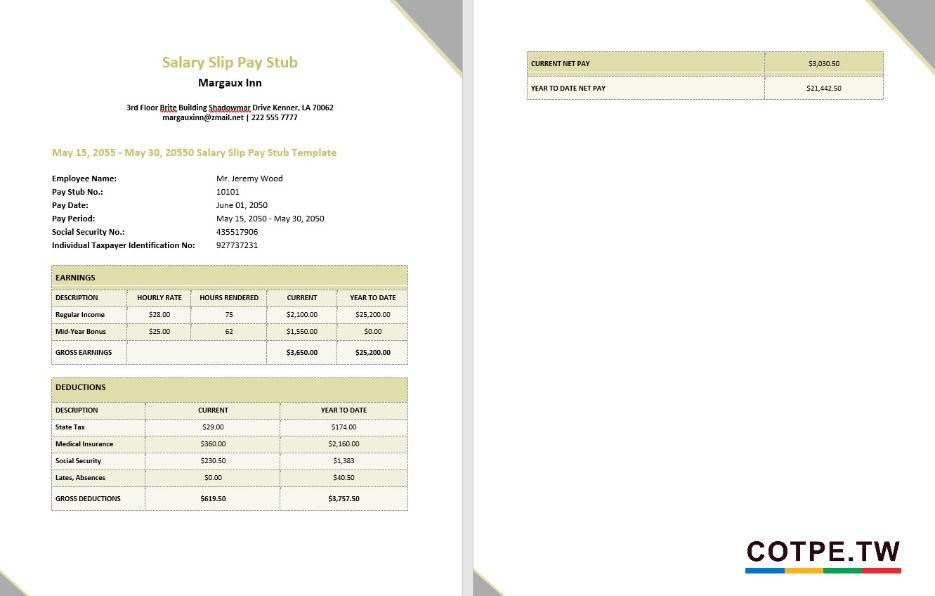 Salary Slip Pay Stub
Margaux Inn
3rd Floor Brite Building Shadowmar Drive Kenner, LA 70062
margauxinn@zmail.net | 222 555 7777
May 15, 2055 - May 30, 20550 Salary Slip Pay Stub Template
Employee Name: Mr. Jeremy Wood
Pay Stub No.: 10101
Pay Date: June 01, 2050
Pay Period: May 15, 2050 - May 30, 2050
Social Security No.: 435517906
Individual Taxpayer Identification No: 927737231
EARNINGS
DESCRIPTION HOURLY RATE HOURS RENDERED CURRENT YEAR TO DATE
Regular Income $28.00 75 $2,100.00 $25,200.00
Mid-Year Bonus $25.00 62 $1,550.00 $0.00
GROSS EARNINGS $3,650.00 $25,200.00
DEDUCTIONS
DESCRIPTION CURRENT YEAR TO DATE
State Tax $29.00 $174.00
Medical Insurance $360.00 $2,160.00
Social Security $230.50 $1,383
Lates, Absences $0.00 $40.50
GROSS DEDUCTIONS $619.50 $3,757.50
CURRENT NET PAY $3,030.50
YEAR TO DATE NET PAY $21,442.50
COTPE.TW